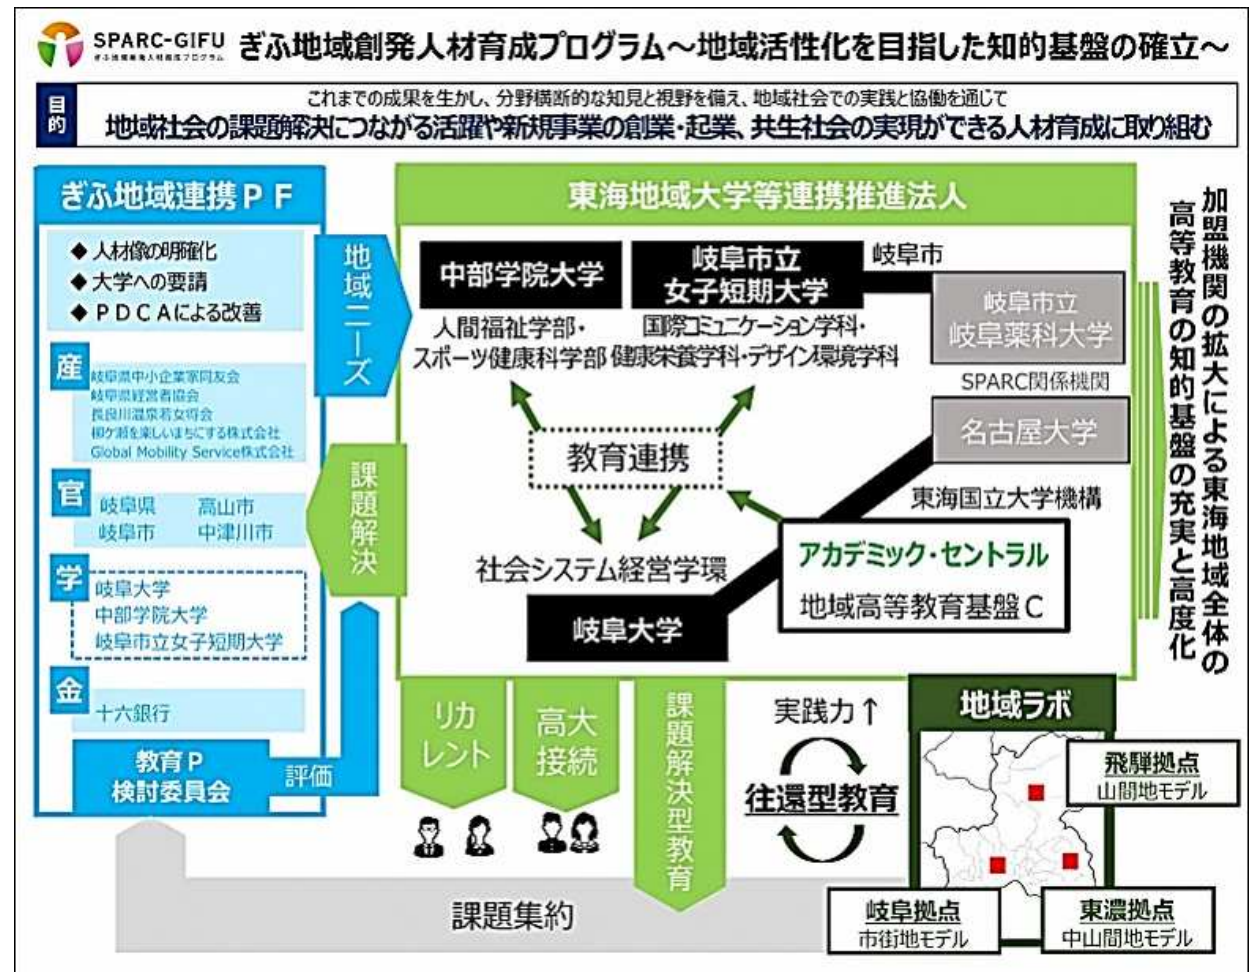 SPARC-GIFU
ぎふ地域創発人材育成プログラム
ぎふ地域創発人材育成プログラム～地域活性化を目指した知的基盤の確立～
目的
これまでの成果を生かし、分野横断的な知見と視野を備え、地域社会での実践と協働を通じて
地域社会の課題解決につながる活躍や新規事業の創業・起業、共生社会の実現ができる人材育成に取り組む
ぎふ地域連携ＰＦ
◆ 人材像の明確化
◆ 大学への要請
◆ ＰＤＣＡによる改善
産
岐阜県中小企業家同友会
岐阜県経営者協会
長良川温泉若女将会
柳ケ瀬を楽しいまちにする株式会社
Global Mobility Service株式会社
官
岐阜県 高山市
岐阜市 中津川市
学
岐阜大学
中部学院大学
岐阜市立女子短期大学
金
十六銀行
教育Ｐ
検討委員会
評価
地域ニーズ
課題解決
東海地域大学等連携推進法人
中部学院大学
人間福祉学部・
スポーツ健康科学部
岐阜市立
女子短期大学
国際コミュニケーション学科・
健康栄養学科・デザイン環境学科
岐阜市
岐阜市立
岐阜薬科大学
SPARC関係機関
名古屋大学
東海国立大学機構
教育連携
アカデミック・セントラル
地域高等教育基盤Ｃ
社会システム経営学環
岐阜大学
加盟機関の拡大による東海地域全体の
高等教育の知的基盤の充実と高度化
リカ
レント
高大
接続
課題解決型教育
実践力↑
往還型教育
地域ラボ
飛騨拠点
山間地モデル
岐阜拠点
市街地モデル
東濃拠点
中山間地モデル
課題集約